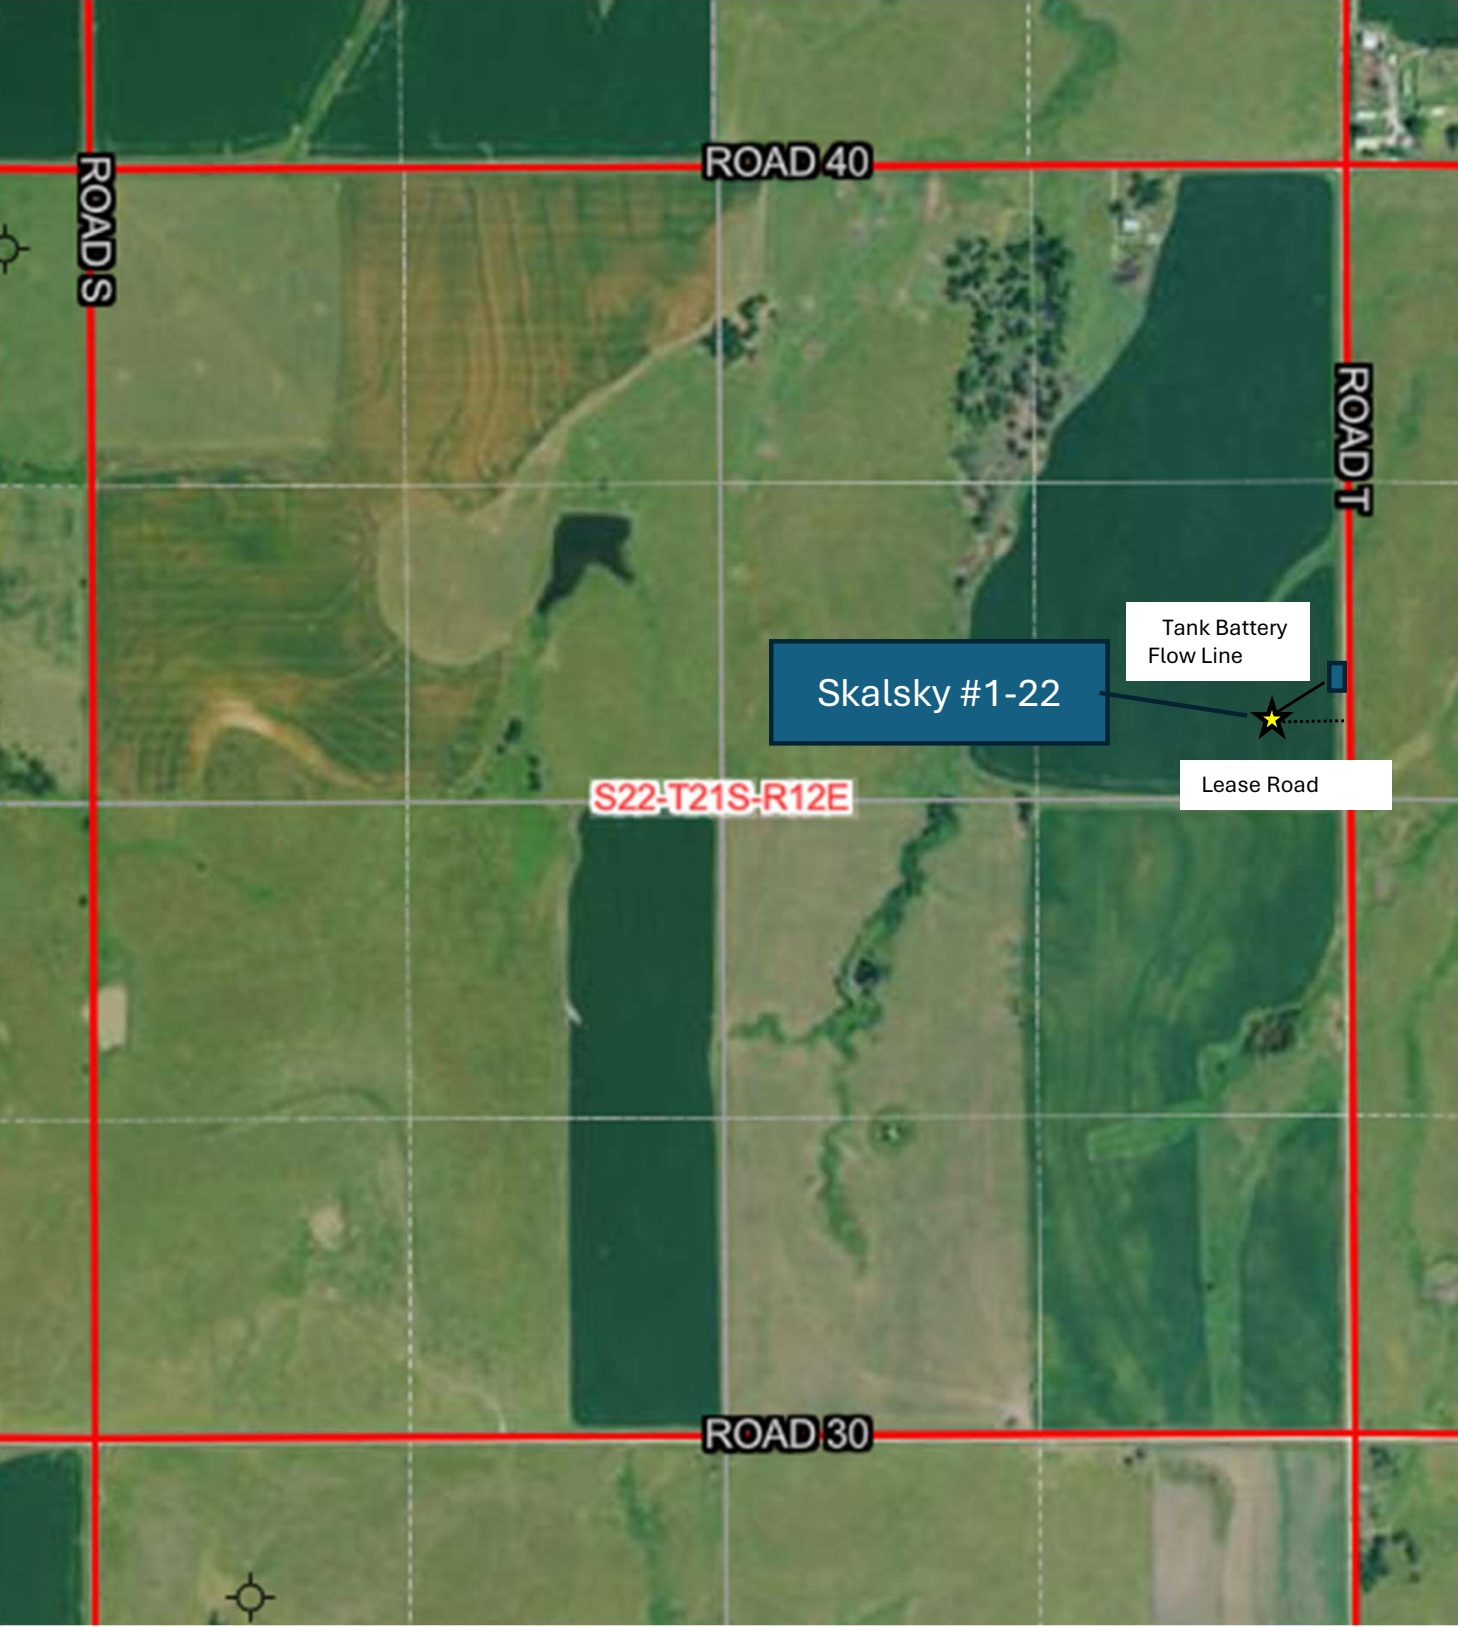 ROAD 40
ROAD S
ROAD T
Tank Battery
Flow Line
Skalsky #1-22
Lease Road
S22-T21S-R12E
ROAD 30